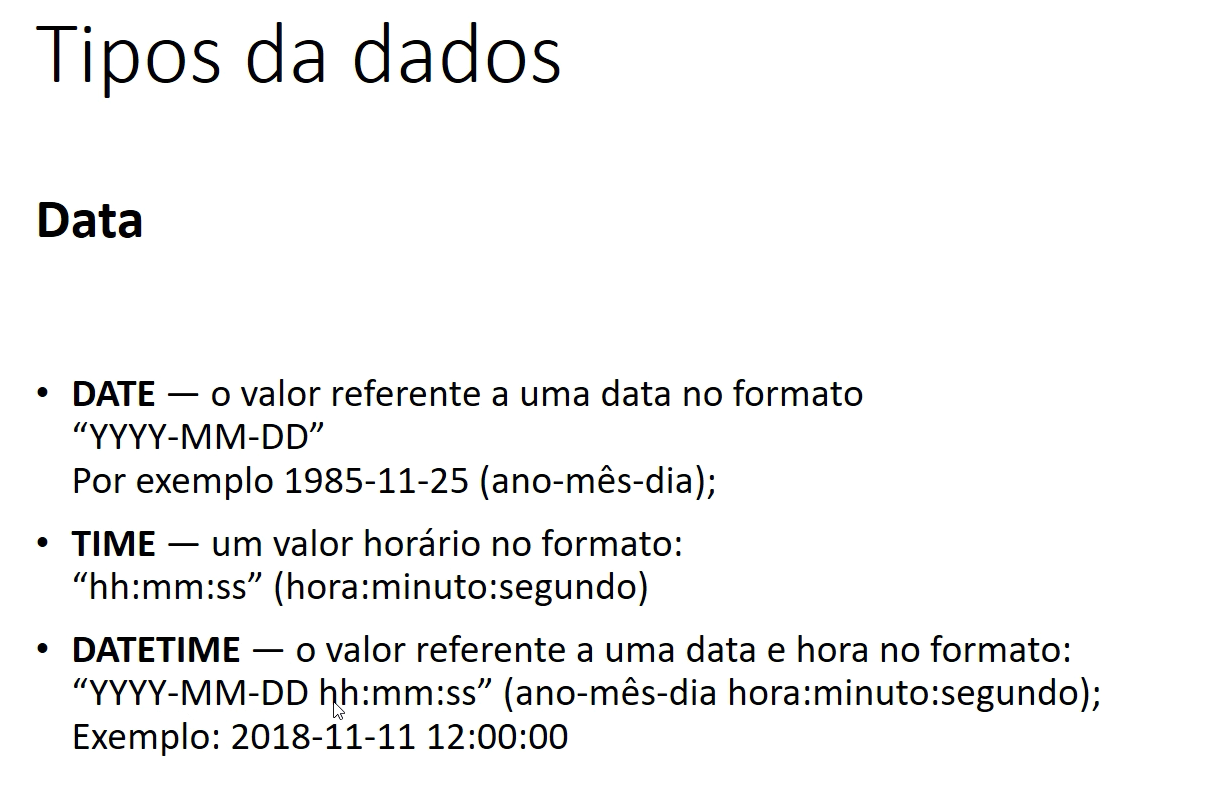 Tipos da dados
Data
• DATE — o valor referente a uma data no formato
“YYYY-MM-DD”
Por exemplo 1985-11-25 (ano-mês-dia);
• TIME — um valor horário no formato:
“hh:mm:ss” (hora:minuto:segundo)
• DATETIME — o valor referente a uma data e hora no formato:
“YYYY-MM-DD hh:mm:ss” (ano-mês-dia hora:minuto:segundo);
Exemplo: 2018-11-11 12:00:00